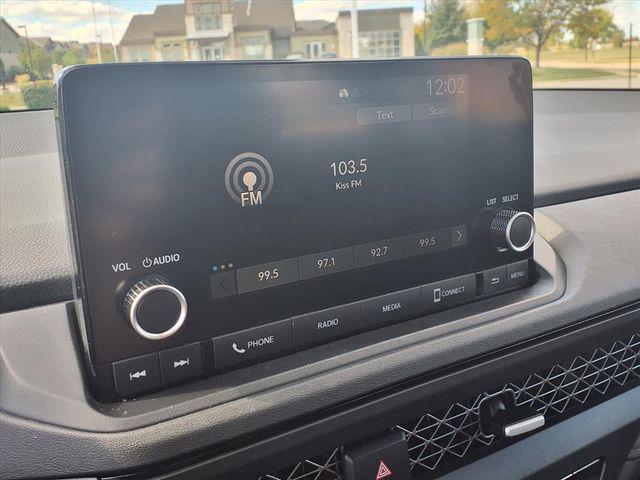 12:02
Text Scan
103.5
Kiss FM
FM
LIST SELECT
VOL AUDIO
99.5 97.1 92.7 99.5
PHONE RADIO MEDIA CONNECT MENU